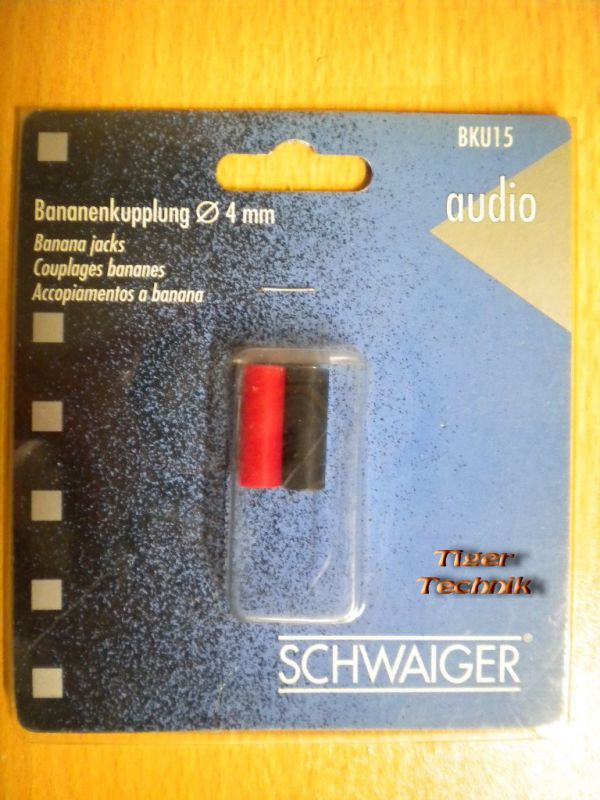 BKU15
audio
Bananenkupplung Ø 4 mm
Banana jacks
Couplages bananes
Accopiamentos a banana
Tiger
Technik
SCHWAIGER®